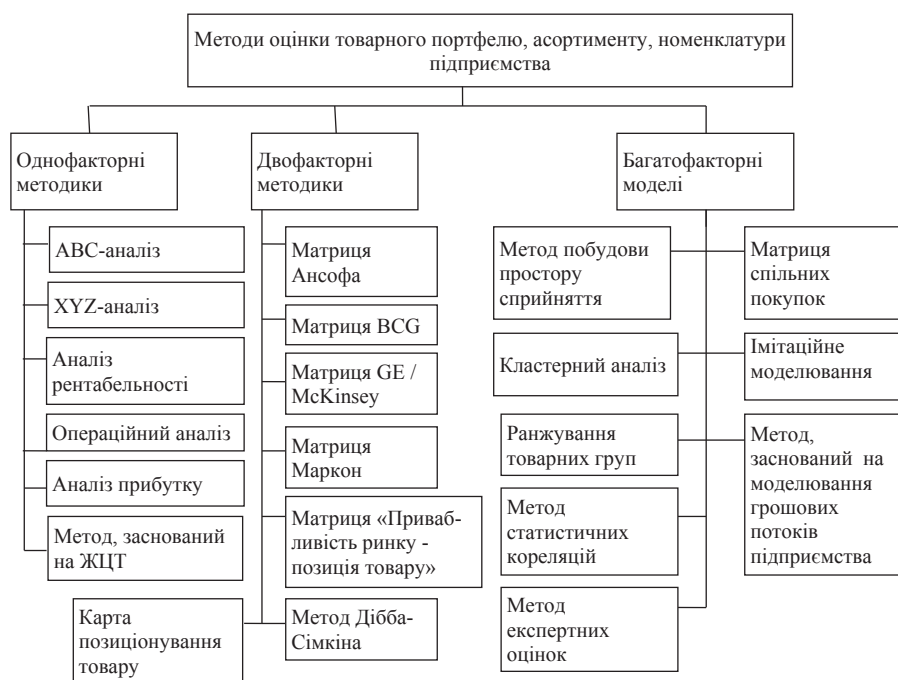 Методи оцінки товарного портфелю, асортименту, номенклатури
підприємства
Однофакторні
методики
АВС-аналіз
XYZ-аналіз
Аналіз
рентабельності
Операційний аналіз
Аналіз прибутку
Метод, заснований
на ЖЦТ
Двофакторні
методики
Матриця
Ансофа
Матриця BCG
Матриця GE /
McKinsey
Матриця
Маркон
Матриця «Приваб-
ливість ринку -
позиція товару»
Метод Дібба-
Сімкіна
Карта
позиціонування
товару
Багатофакторні
моделі
Метод побудови
простору
сприйняття
Кластерний аналіз
Ранжування
товарних груп
Метод
статистичних
кореляцій
Метод
експертних
оцінок
Матриця
спільних
покупок
Імітаційне
моделювання
Метод,
заснований на
моделювання
грошових
потоків
підприємства